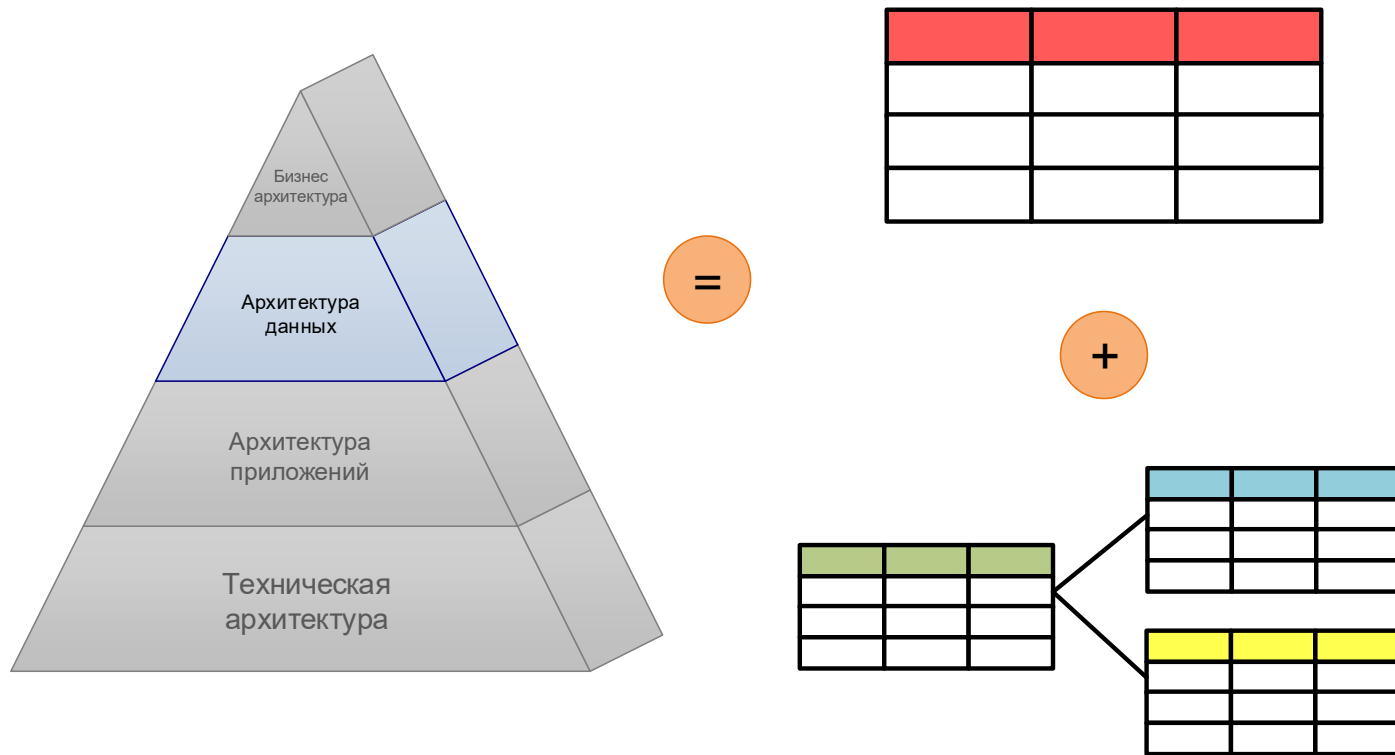 Бизнес
архитектура
Архитектура
данных
=
+
Архитектура
приложений
Техническая
архитектура